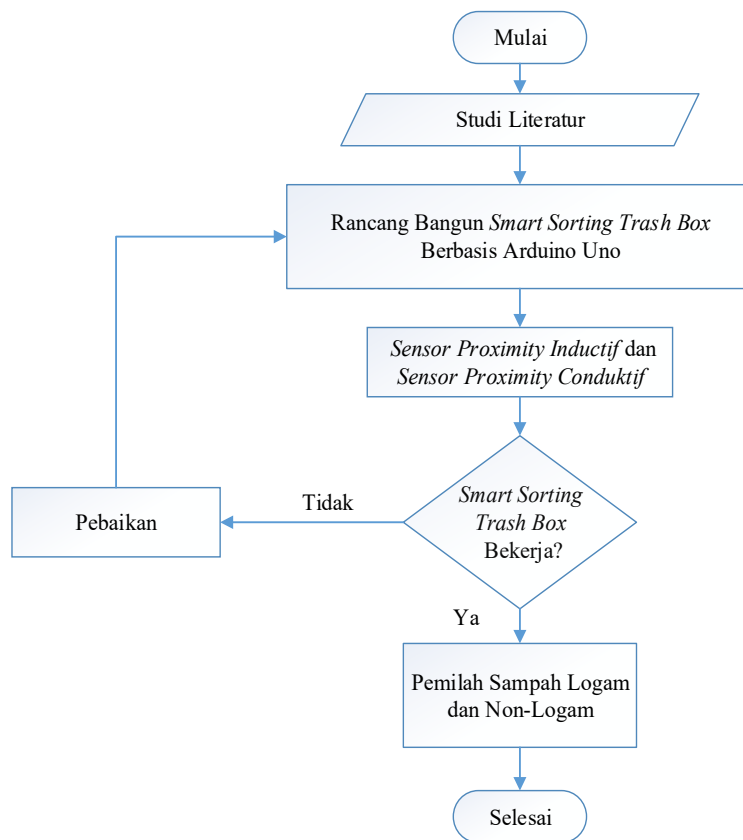 Mulai
Studi Literatur
Rancang Bangun Smart Sorting Trash Box
Berbasis Arduino Uno
Sensor Proximity Inductif dan
Sensor Proximity Conduktif
Smart Sorting
Trash Box
Bekerja?
Tidak
Pebaikan
Ya
Pemilah Sampah Logam
dan Non-Logam
Selesai